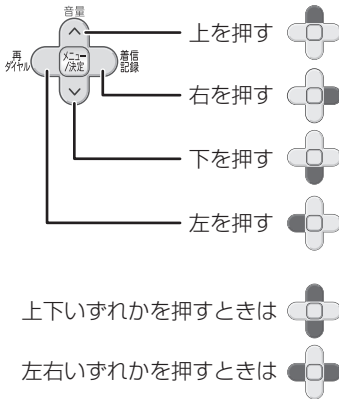 音量
再
ダイヤル
メニュー
/決定
着信
記録
上を押す
右を押す
下を押す
左を押す
上下いずれかを押すときは
左右いずれかを押すときは